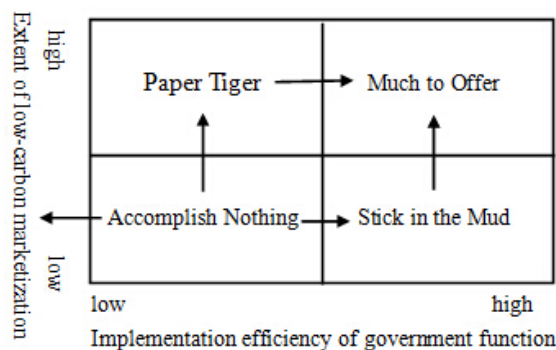 Extent of low-carbon marketization
high
low
Paper Tiger
Much to Offer
Accomplish Nothing
Stick in the Mud
low
high
Implementation efficiency of government function